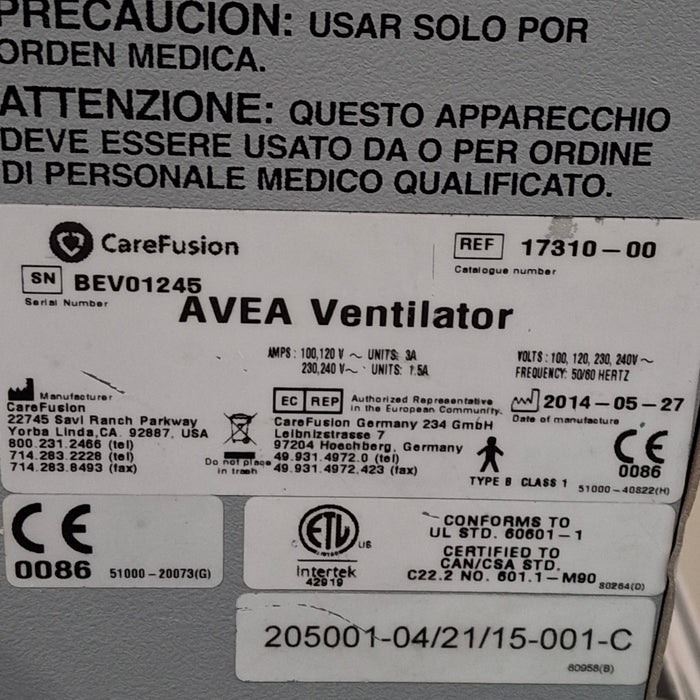 PRECAUCION: USAR SOLO POR
ORDEN MEDICA.
ATTENZIONE: QUESTO APPARECCHIO
DEVE ESSERE USATO DA O PER ORDINE
DI PERSONALE MEDICO QUALIFICATO.
CareFusion
REF 17310-00
Catalogue number
SN BEV01245
Serial Number
AVEA Ventilator
AMPS: 100,120 V ~ UNITS: 3A
230,240 V~ UNITS: 1.5A
VOLTS: 100, 120, 230, 240V~
FREQUENCY: 50/60 HERTZ
Manufacturer
CareFusion
22745 Savi Ranch Parkway
Yorba Linda,CA. 92887, USA
800.231.2466 (tel)
714.283.2228 (tel)
714.283.8493 (fax)
Do not place
in trash
EC REP Authorized Representative
in the European Community.
CareFusion Germany 234 GmbH
Leibnizstrasse 7
97204 Hoechberg, Germany
49.931.4972.0 (tel)
49.931.4972.423 (fax)
2014-05-27
Date of manufacture
TYPE B CLASS 1
CE
0086
51000-40822(H)
CE
0086 51000-20073(G)
ETL
C US
Intertek
42919
CONFORMS TO
UL STD. 60601-1
CERTIFIED TO
CAN/CSA STD.
C22.2 NO. 601.1-M90
80264(D)
205001-04/21/15-001-C
80958(B)